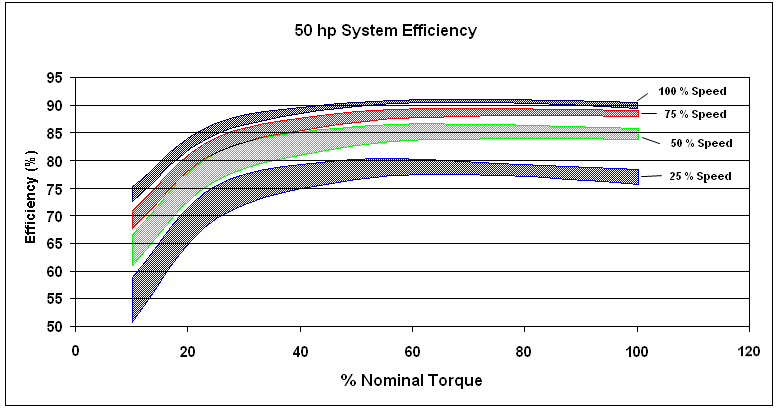 50 hp System Efficiency
95
90
85
80
75
70
65
60
55
50
Efficiency (%)
100 % Speed
75 % Speed
50 % Speed
25 % Speed
0 20 40 60 80 100 120
% Nominal Torque